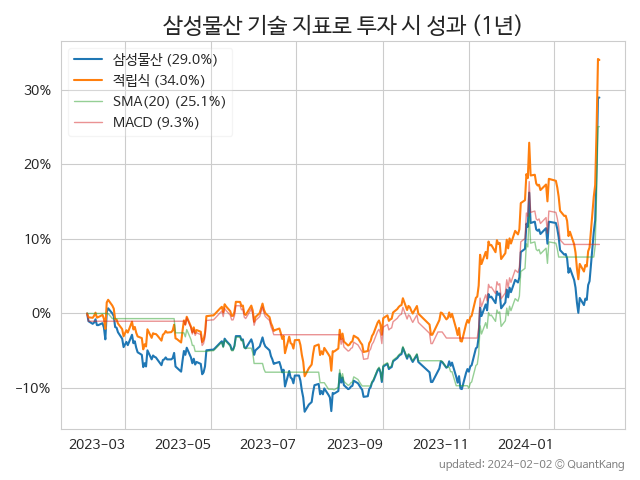 삼성물산 기술 지표로 투자 시 성과 (1년)
삼성물산 (29.0%)
적립식 (34.0%)
SMA(20) (25.1%)
MACD (9.3%)
30%
20%
10%
0%
−10%
2023−03 2023−05 2023−07 2023−09 2023−11 2024−01
updated: 2024-02-02 © QuantKang